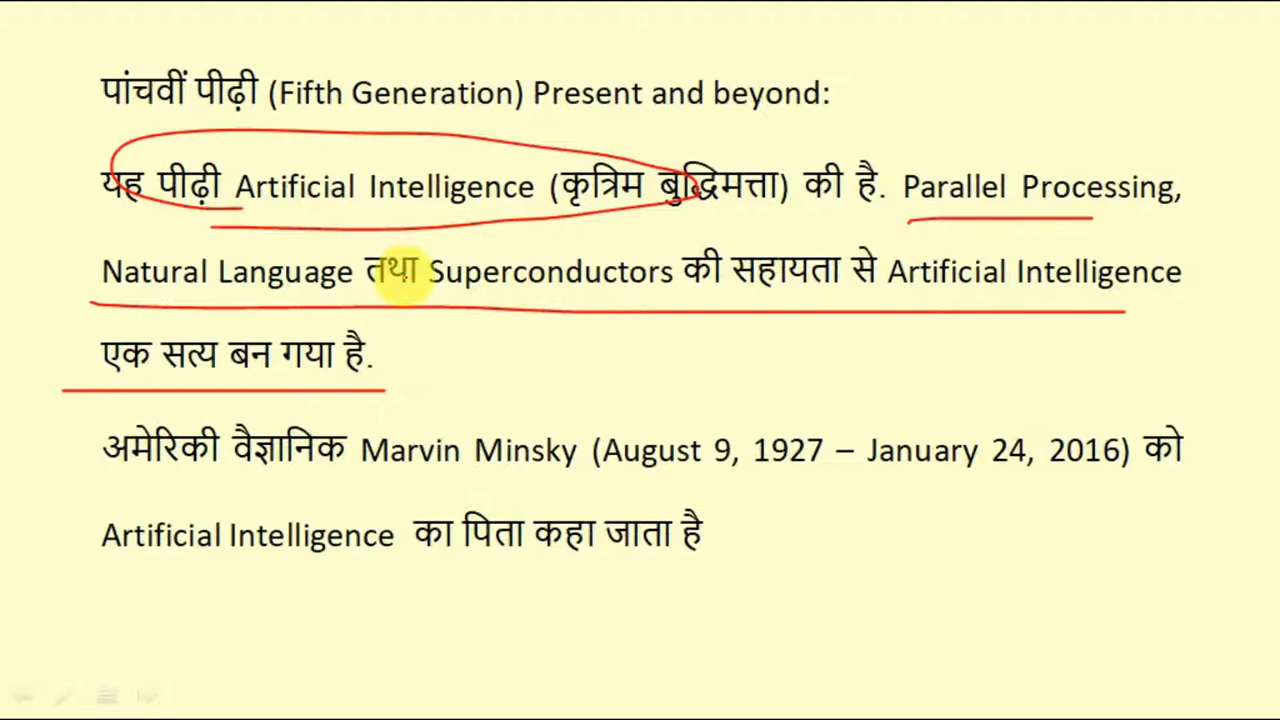 पांचवीं पीढ़ी (Fifth Generation) Present and beyond:
यह पीढ़ी Artificial Intelligence (कृत्रिम बुद्धिमत्ता) की है. Parallel Processing,
Natural Language तथा Superconductors की सहायता से Artificial Intelligence
एक सत्य बन गया है.
अमेरिकी वैज्ञानिक Marvin Minsky (August 9, 1927 – January 24, 2016) को
Artificial Intelligence का पिता कहा जाता है